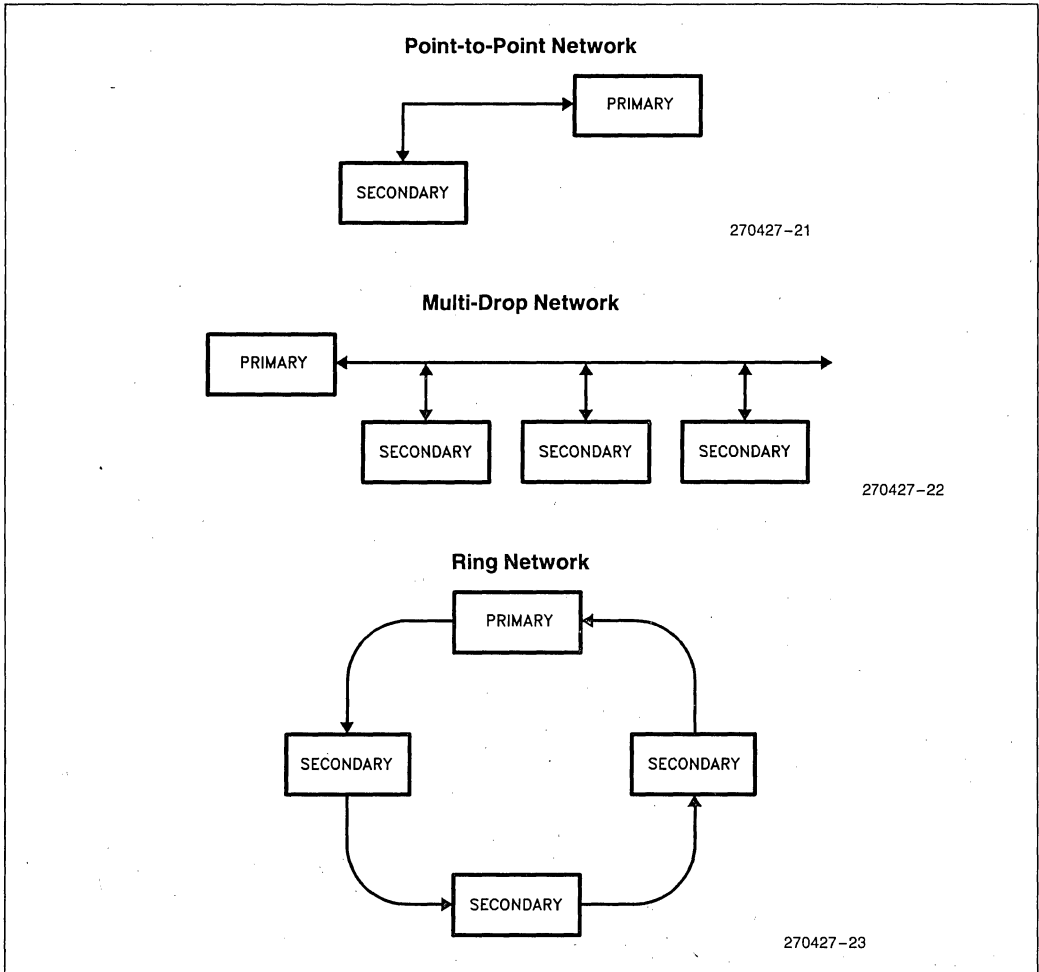 Point-to-Point Network
PRIMARY
SECONDARY
270427-21
Multi-Drop Network
PRIMARY
SECONDARY SECONDARY SECONDARY
270427-22
Ring Network
PRIMARY
SECONDARY SECONDARY
SECONDARY
270427-23